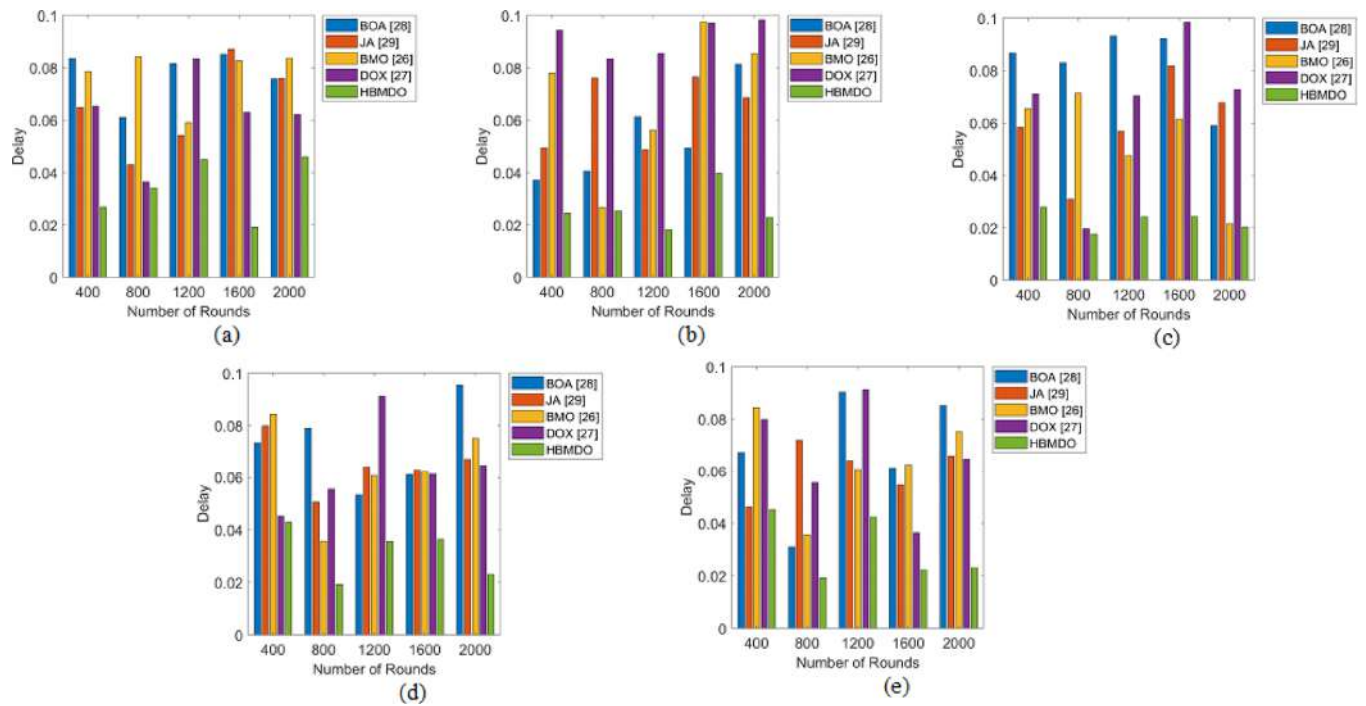 0.1
0.08
0.06
0.04
0.02
0
Delay
400 800 1200 1600 2000
Number of Rounds
BOA [28]
JA [29]
BMO [26]
DOX [27]
HBMDO
(a)
0.1
0.08
0.06
0.04
0.02
0
Delay
400 800 1200 1600 2000
Number of Rounds
BOA [28]
JA [29]
BMO [26]
DOX [27]
HBMDO
(b)
0.1
0.08
0.06
0.04
0.02
0
Delay
400 800 1200 1600 2000
Number of Rounds
BOA [28]
JA [29]
BMO [26]
DOX [27]
HBMDO
(c)
0.1
0.08
0.06
0.04
0.02
0
Delay
400 800 1200 1600 2000
Number of Rounds
BOA [28]
JA [29]
BMO [26]
DOX [27]
HBMDO
(d)
0.1
0.08
0.06
0.04
0.02
0
Delay
400 800 1200 1600 2000
Number of Rounds
BOA [28]
JA [29]
BMO [26]
DOX [27]
HBMDO
(e)